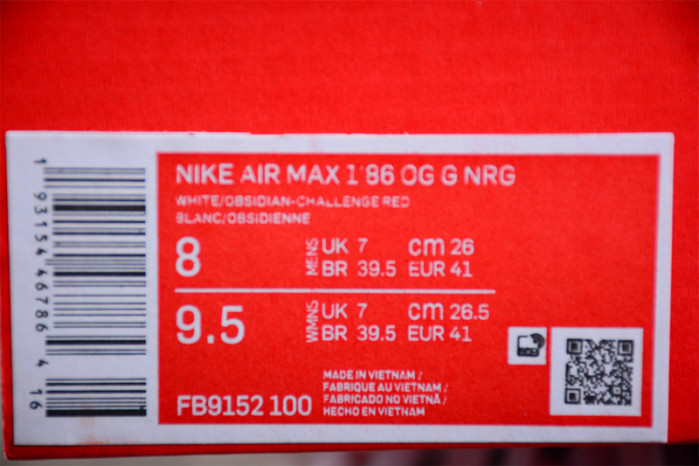 NIKE AIR MAX 1 '86 OG G NRG
WHITE/OBSIDIAN-CHALLENGE RED
BLANC/OBSIDIENNE
8 MENS UK 7 cm 26
BR 39.5 EUR 41
9.5 WMNS UK 7 cm 26.5
BR 39.5 EUR 41
MADE IN VIETNAM /
FABRIQUE AU VIETNAM /
FABRICADO NO VIETNÃ /
HECHO EN VIETNAM
FB9152 100
1 93154 46786 4 16